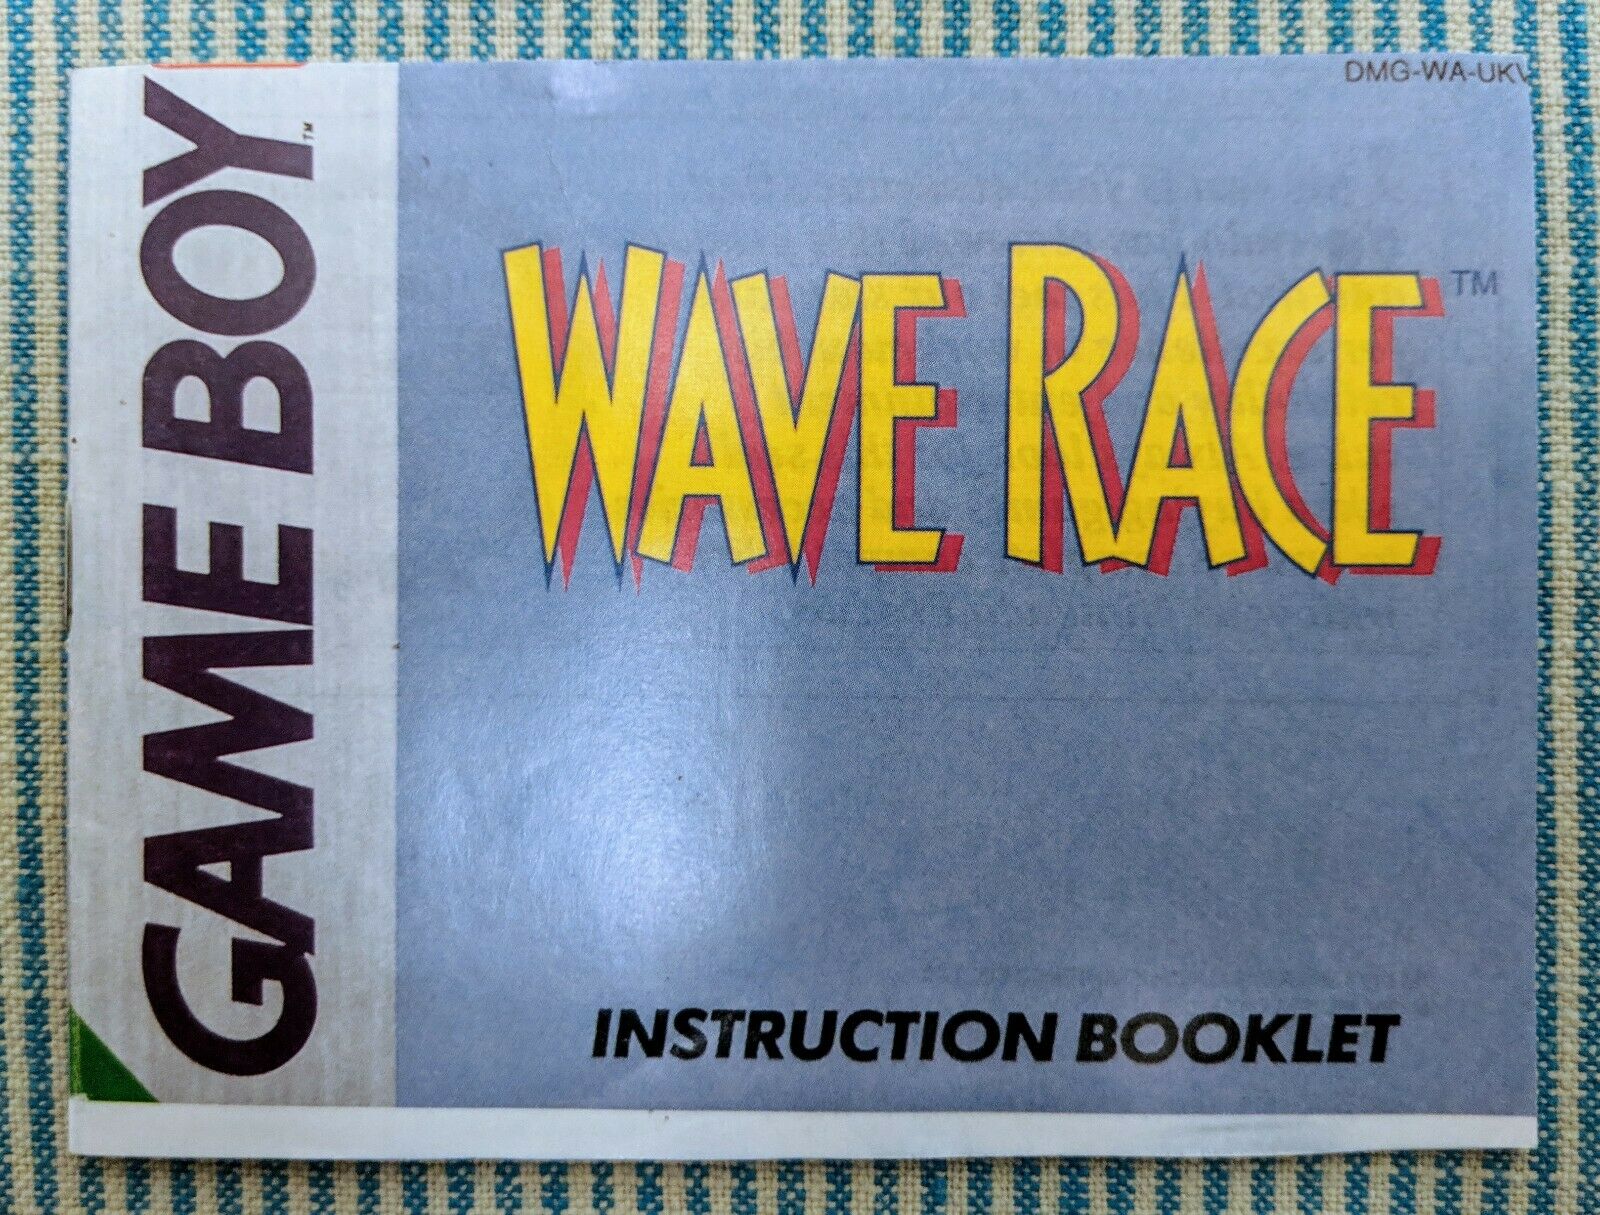 DMG-WA-UKV
GAME BOY™
WAVE RACE™
INSTRUCTION BOOKLET